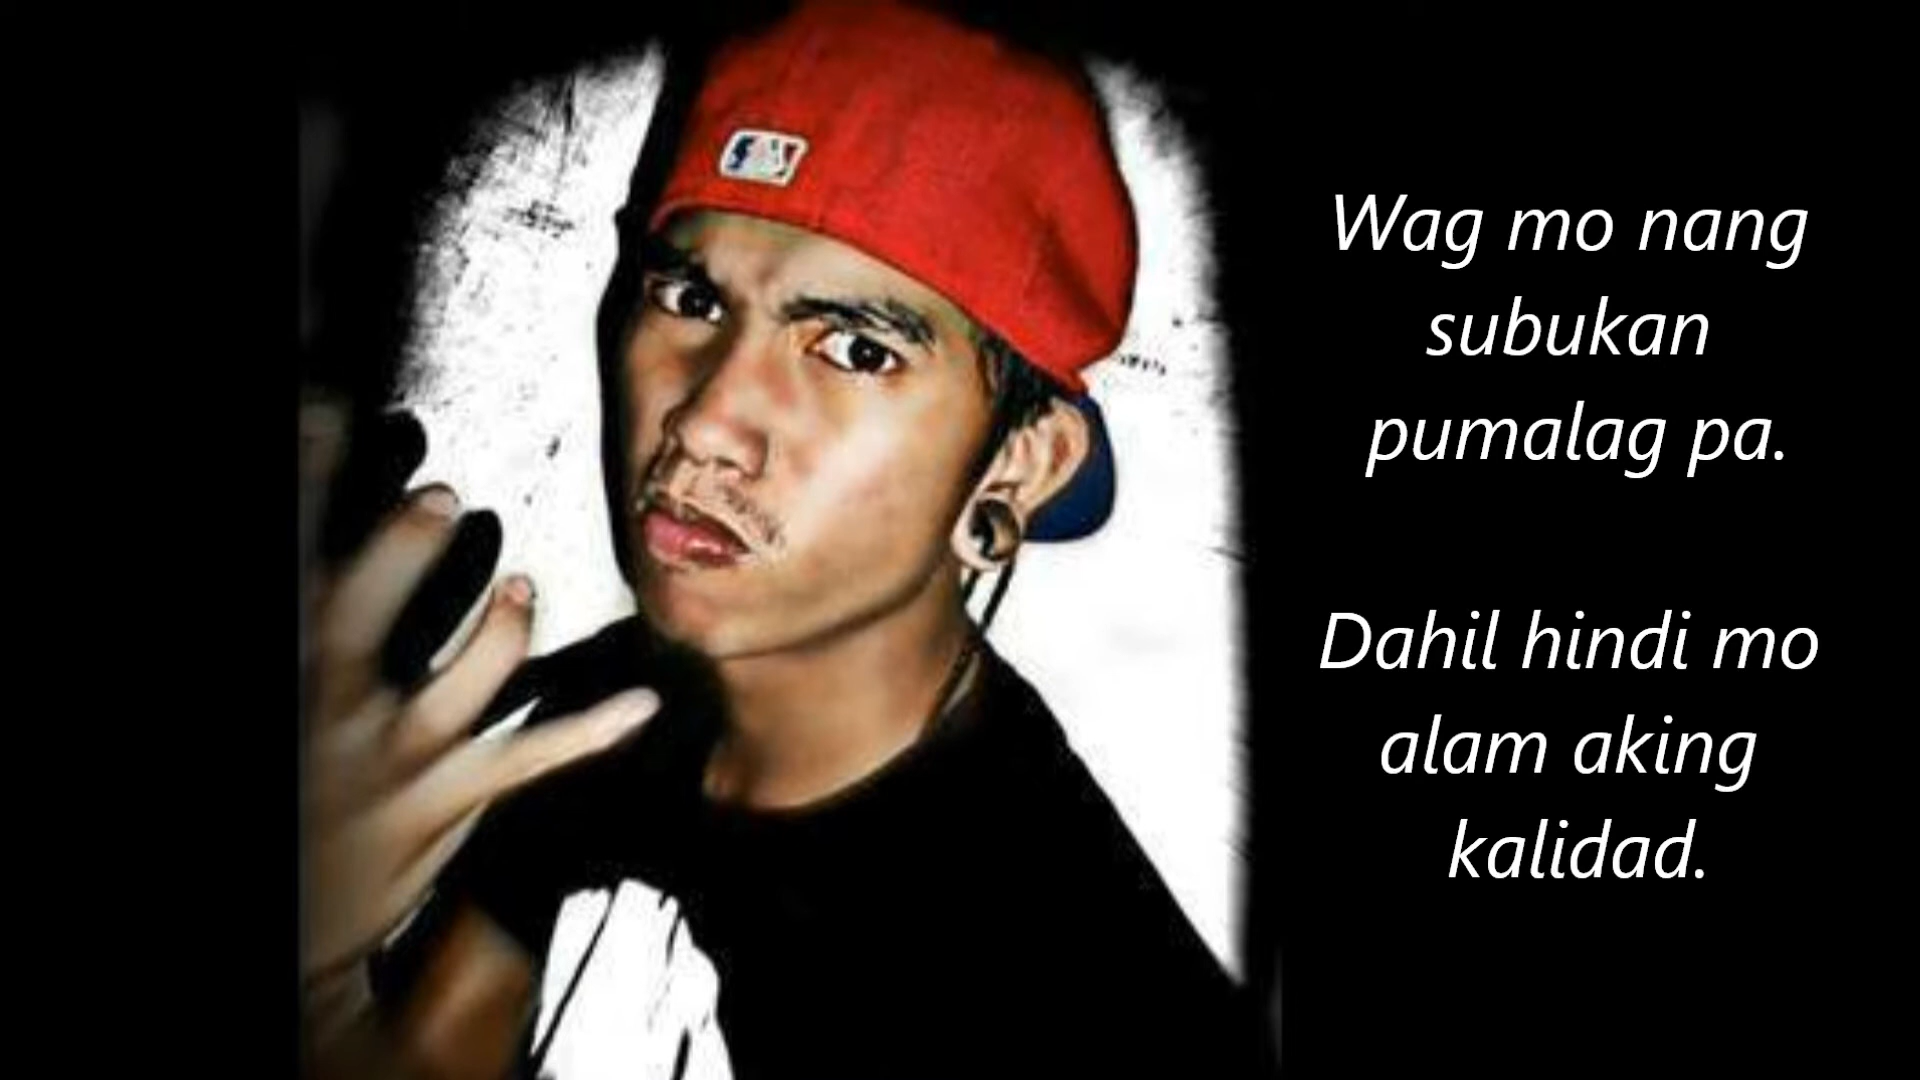 Wag mo nang
subukan
pumalag pa.
Dahil hindi mo
alam aking
kalidad.